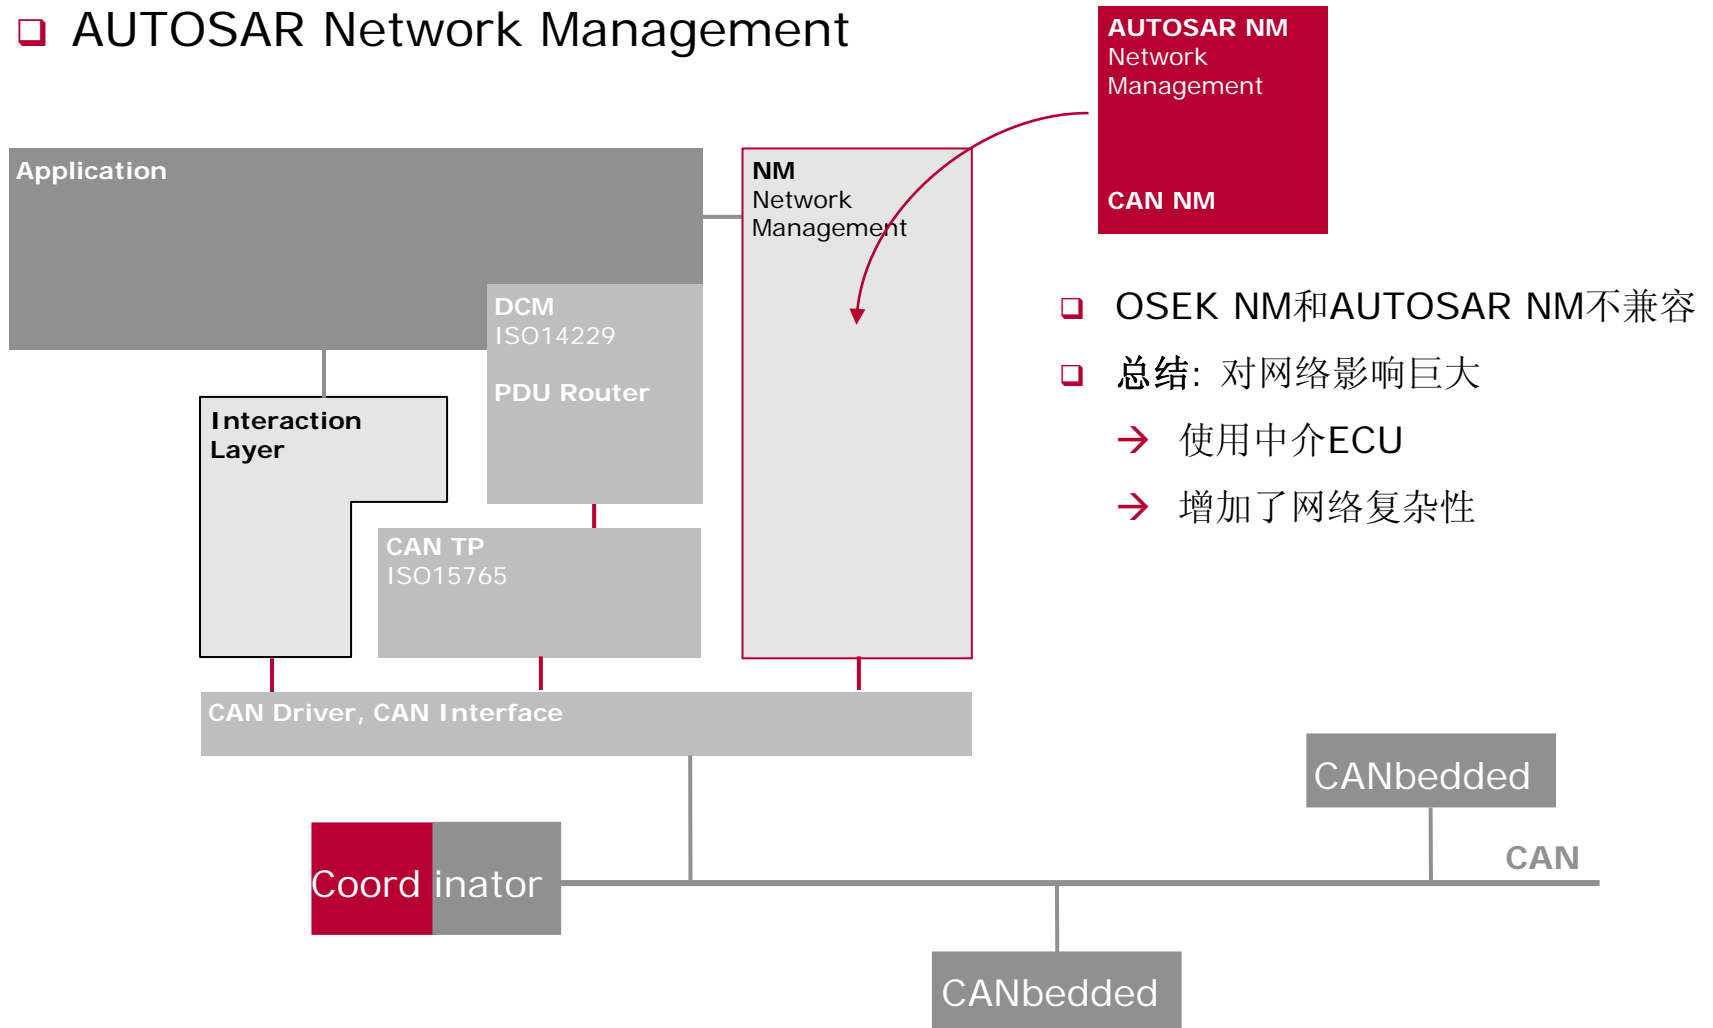 AUTOSAR Network Management
AUTOSAR NM
Network
Management
CAN NM
Application
NM
Network
Management
DCM
ISO14229
PDU Router
Interaction
Layer
CAN TP
ISO15765
CAN Driver, CAN Interface
OSEK NM和AUTOSAR NM不兼容
总结: 对网络影响巨大
→ 使用中介ECU
→ 增加了网络复杂性
CANbedded
CAN
Coordinator
CANbedded